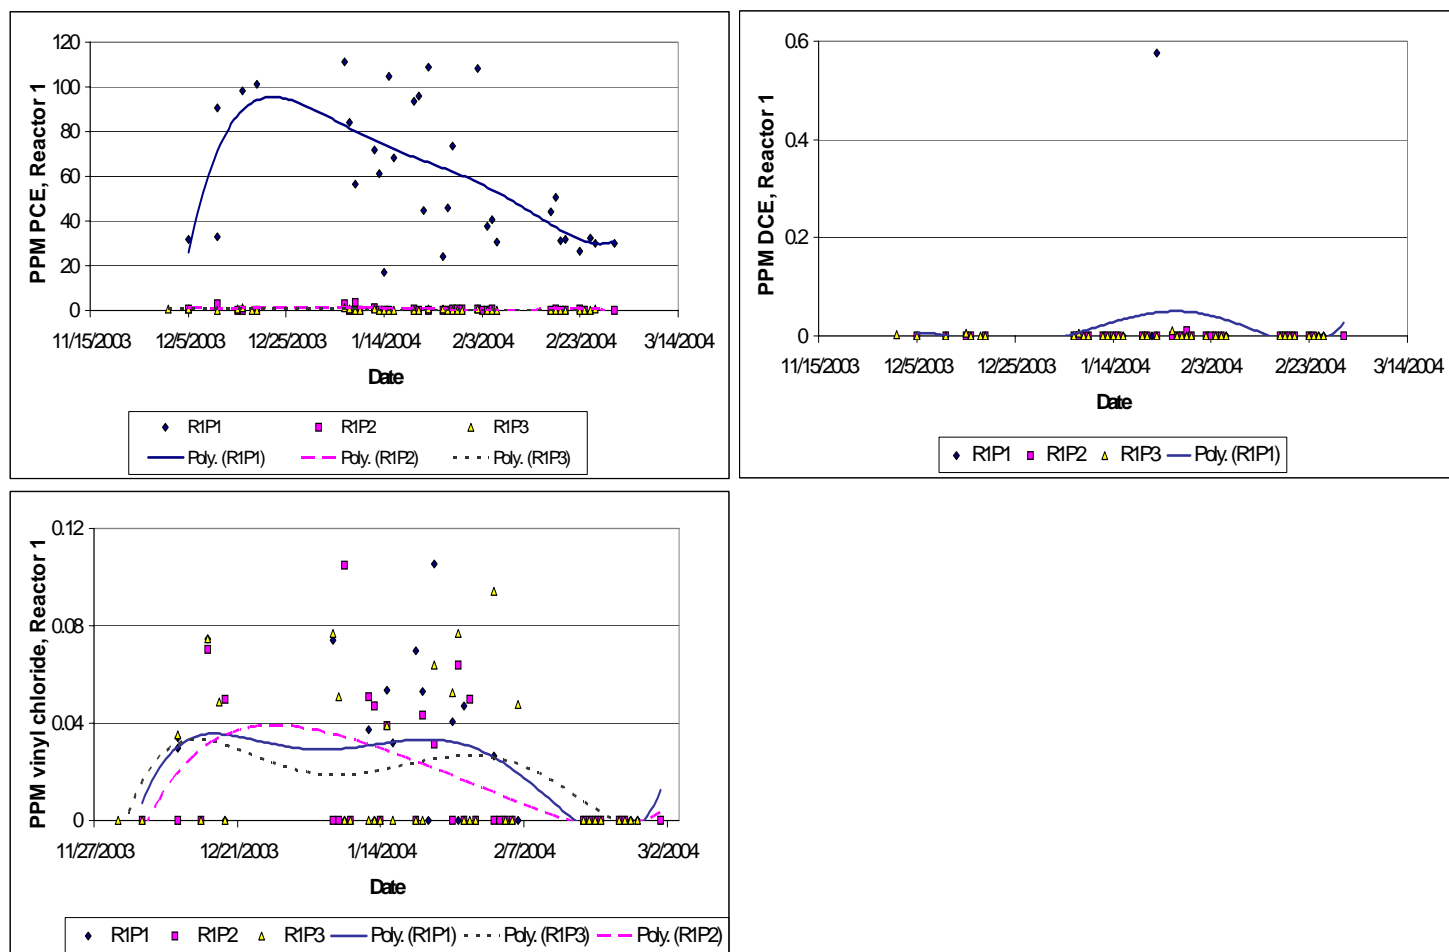 PPM PCE, Reactor 1
120
100
80
60
40
20
0
11/15/2003 12/5/2003 12/25/2003 1/14/2004 2/3/2004 2/23/2004 3/14/2004
Date
R1P1 R1P2 R1P3
Poly. (R1P1) Poly. (R1P2) Poly. (R1P3)
PPM DCE, Reactor 1
0.6
0.4
0.2
0
11/15/2003 12/5/2003 12/25/2003 1/14/2004 2/3/2004 2/23/2004 3/14/2004
Date
R1P1 R1P2 R1P3 Poly. (R1P1)
PPM vinyl chloride, Reactor 1
0.12
0.08
0.04
0
11/27/2003 12/21/2003 1/14/2004 2/7/2004 3/2/2004
Date
R1P1 R1P2 R1P3 Poly. (R1P1) Poly. (R1P3) Poly. (R1P2)